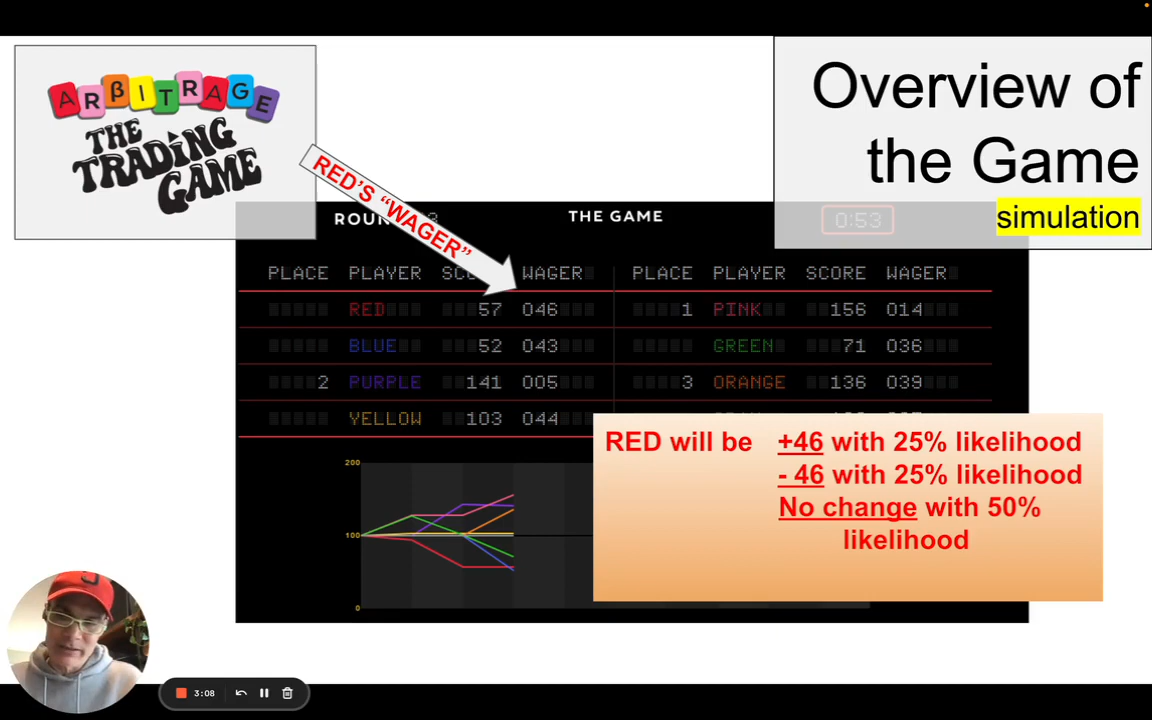 ARβITRAGE
THE
TRADING
GAME
Overview of
the Game
simulation
RED'S "WAGER"
THE GAME
0:53
PLACE PLAYER WAGER PLACE PLAYER SCORE WAGER
RED 57 046 1 PINK 156 014
BLUE 52 043 GREEN 71 036
2 PURPLE 141 005 3 ORANGE 136 039
YELLOW 103 044
RED will be +46 with 25% likelihood
- 46 with 25% likelihood
No change with 50%
likelihood
200
100
0
3:08